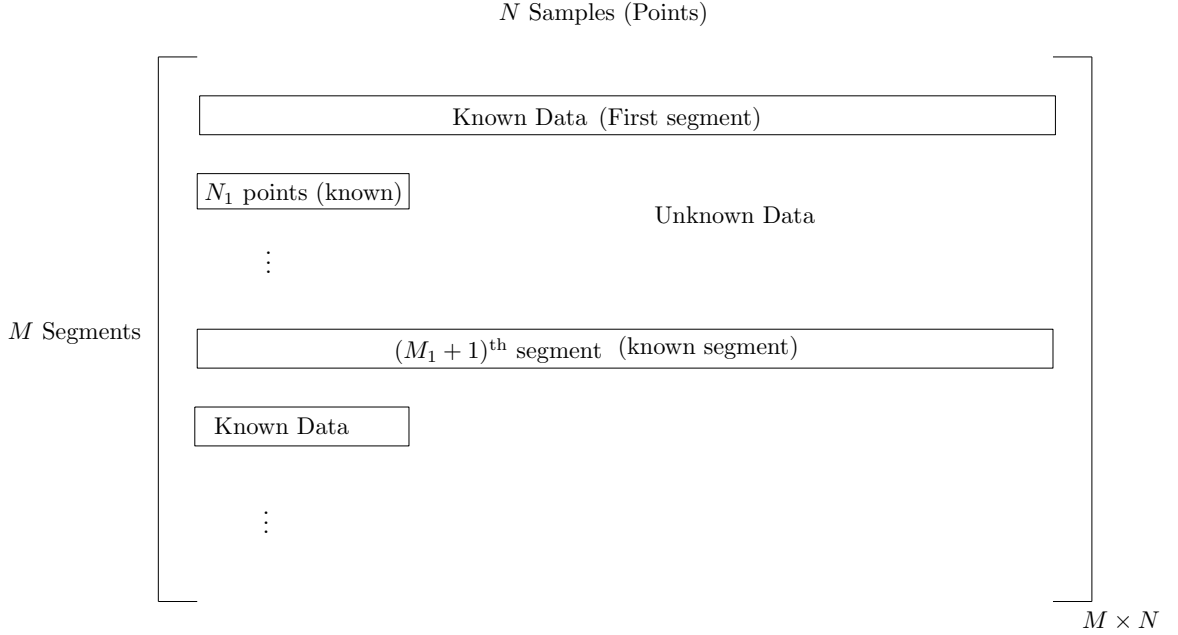 N Samples (Points)
Known Data (First segment)
N₁ points (known)
Unknown Data
⋮
M Segments
(M₁ + 1)ᵗʰ segment (known segment)
Known Data
⋮
M × N